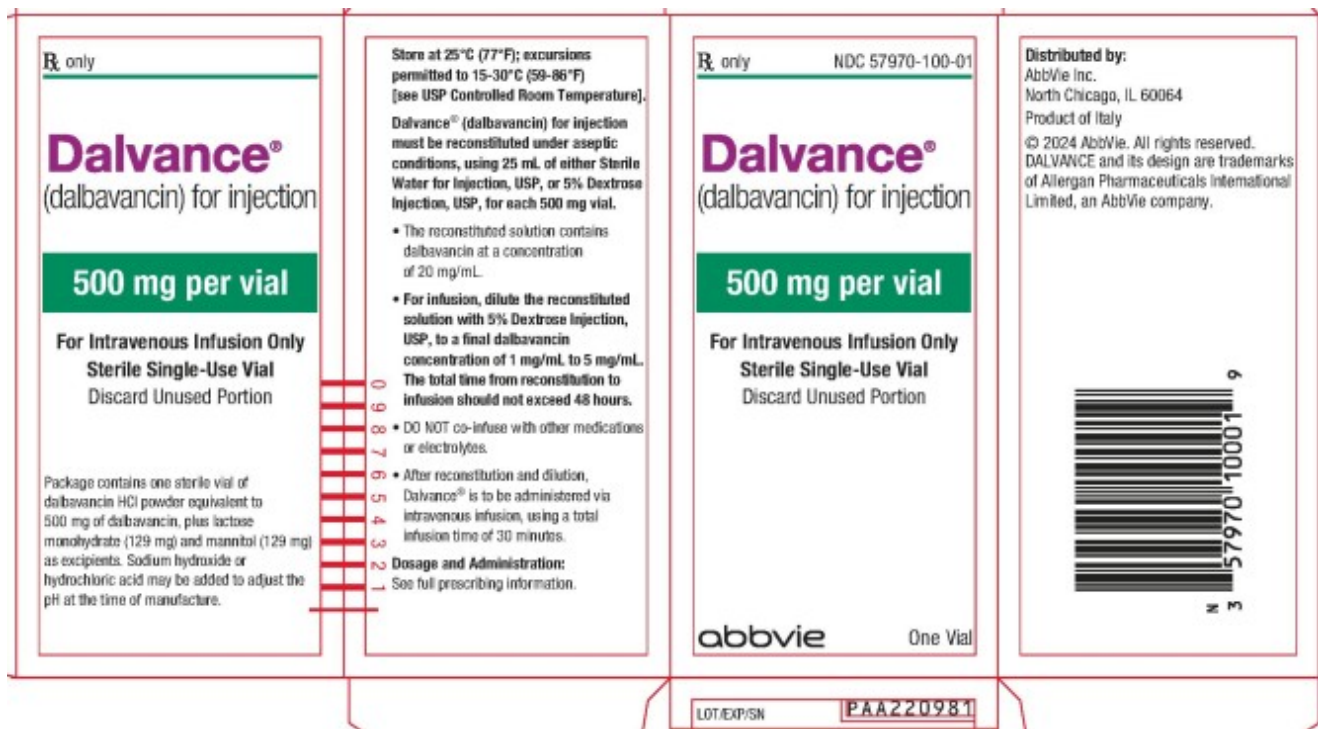 ℞ only
Dalvance®
(dalbavancin) for injection
500 mg per vial
For Intravenous Infusion Only
Sterile Single-Use Vial
Discard Unused Portion
Package contains one sterile vial of
dalbavancin HCl powder equivalent to
500 mg of dalbavancin, plus lactose
monohydrate (129 mg) and mannitol (129 mg)
as excipients. Sodium hydroxide or
hydrochloric acid may be added to adjust the
pH at the time of manufacture.
0
9
8
7
6
5
4
3
2
1
Store at 25°C (77°F); excursions
permitted to 15-30°C (59-86°F)
[see USP Controlled Room Temperature].
Dalvance® (dalbavancin) for injection
must be reconstituted under aseptic
conditions, using 25 mL of either Sterile
Water for Injection, USP, or 5% Dextrose
Injection, USP, for each 500 mg vial.
• The reconstituted solution contains
dalbavancin at a concentration
of 20 mg/mL.
• For infusion, dilute the reconstituted
solution with 5% Dextrose Injection,
USP, to a final dalbavancin
concentration of 1 mg/mL to 5 mg/mL.
The total time from reconstitution to
infusion should not exceed 48 hours.
• DO NOT co-infuse with other medications
or electrolytes.
• After reconstitution and dilution,
Dalvance® is to be administered via
intravenous infusion, using a total
infusion time of 30 minutes.
Dosage and Administration:
See full prescribing information.
℞ only NDC 57970-100-01
Dalvance®
(dalbavancin) for injection
500 mg per vial
For Intravenous Infusion Only
Sterile Single-Use Vial
Discard Unused Portion
abbvie One Vial
LOT/EXP/SN PAA220981
Distributed by:
AbbVie Inc.
North Chicago, IL 60064
Product of Italy
© 2024 AbbVie. All rights reserved.
DALVANCE and its design are trademarks
of Allergan Pharmaceuticals International
Limited, an AbbVie company.
N
3 57970 10001 9